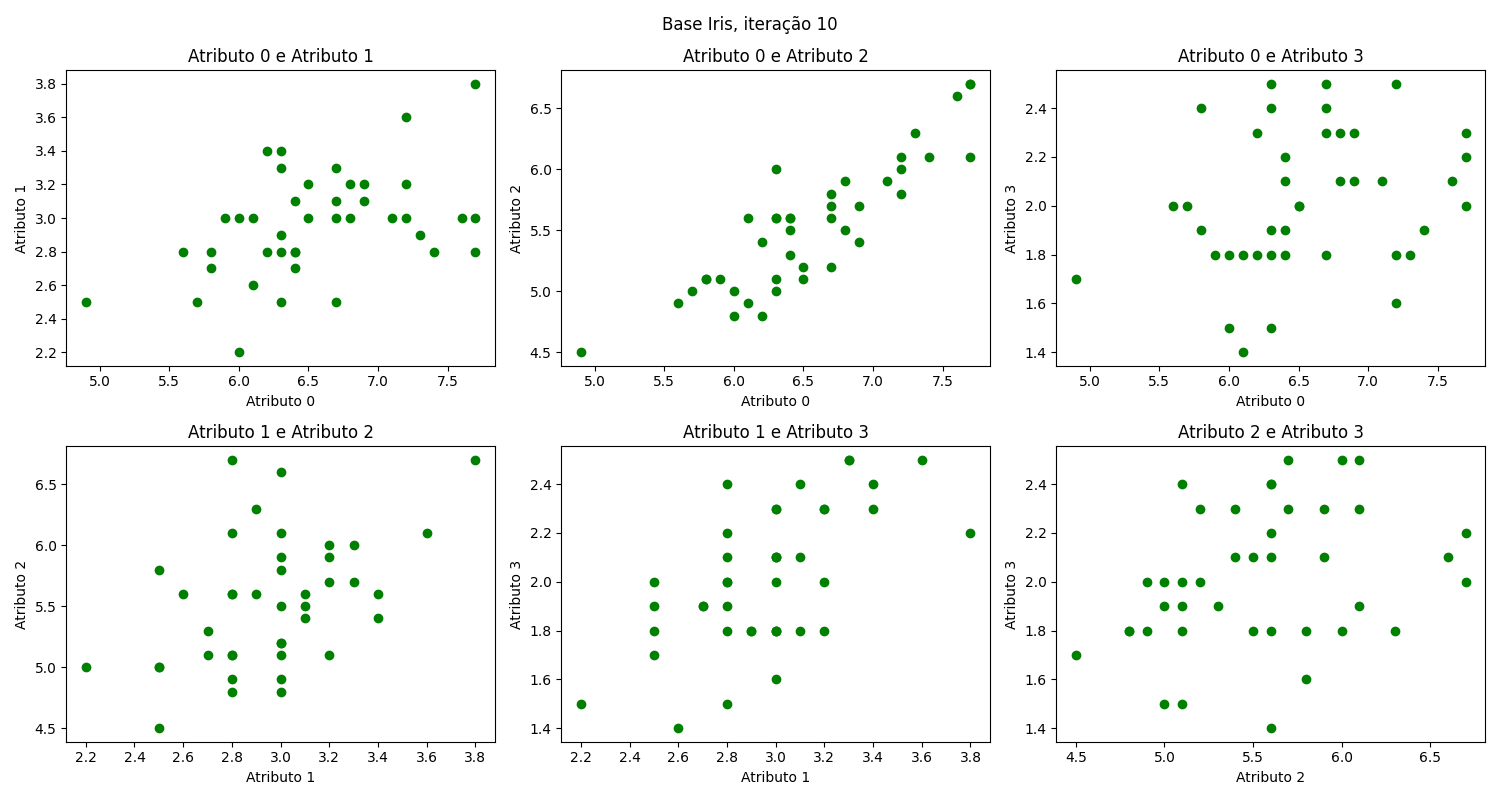 Base Iris, iteração 10
Atributo 0 e Atributo 1
3.8
3.6
3.4
3.2
3.0
2.8
2.6
2.4
2.2
Atributo 1
5.0 5.5 6.0 6.5 7.0 7.5
Atributo 0
Atributo 0 e Atributo 2
6.5
6.0
5.5
5.0
4.5
Atributo 2
5.0 5.5 6.0 6.5 7.0 7.5
Atributo 0
Atributo 0 e Atributo 3
2.4
2.2
2.0
1.8
1.6
1.4
Atributo 3
5.0 5.5 6.0 6.5 7.0 7.5
Atributo 0
Atributo 1 e Atributo 2
6.5
6.0
5.5
5.0
4.5
Atributo 2
2.2 2.4 2.6 2.8 3.0 3.2 3.4 3.6 3.8
Atributo 1
Atributo 1 e Atributo 3
2.4
2.2
2.0
1.8
1.6
1.4
Atributo 3
2.2 2.4 2.6 2.8 3.0 3.2 3.4 3.6 3.8
Atributo 1
Atributo 2 e Atributo 3
2.4
2.2
2.0
1.8
1.6
1.4
Atributo 3
4.5 5.0 5.5 6.0 6.5
Atributo 2